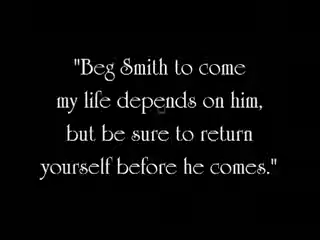 "Beg Smith to come
my life depends on him,
but be sure to return
yourself before he comes."